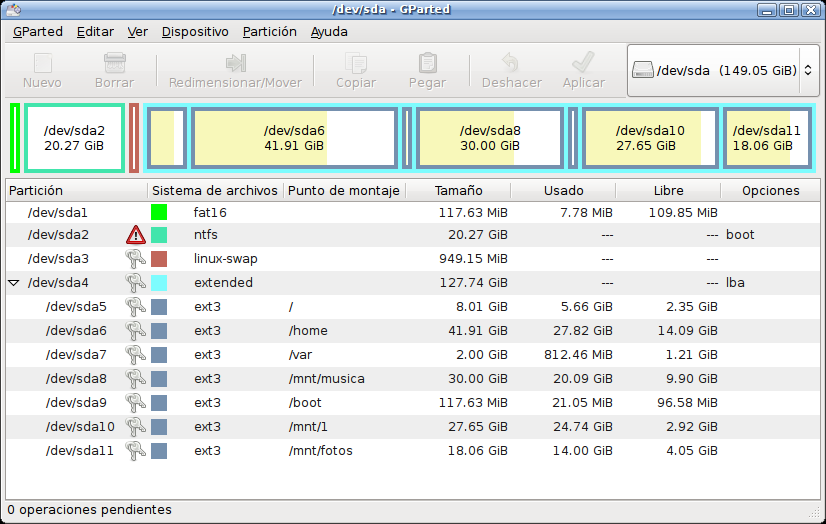 /dev/sda - GParted
GParted Editar Ver Dispositivo Partición Ayuda
Nuevo Borrar Redimensionar/Mover Copiar Pegar Deshacer Aplicar /dev/sda (149.05 GiB)
/dev/sda2 /dev/sda6 /dev/sda8 /dev/sda10 /dev/sda11
20.27 GiB 41.91 GiB 30.00 GiB 27.65 GiB 18.06 GiB
Partición Sistema de archivos Punto de montaje Tamaño Usado Libre Opciones
/dev/sda1 fat16 117.63 MiB 7.78 MiB 109.85 MiB
/dev/sda2 ntfs 20.27 GiB --- --- boot
/dev/sda3 linux-swap 949.15 MiB --- ---
/dev/sda4 extended 127.74 GiB --- --- lba
/dev/sda5 ext3 / 8.01 GiB 5.66 GiB 2.35 GiB
/dev/sda6 ext3 /home 41.91 GiB 27.82 GiB 14.09 GiB
/dev/sda7 ext3 /var 2.00 GiB 812.46 MiB 1.21 GiB
/dev/sda8 ext3 /mnt/musica 30.00 GiB 20.09 GiB 9.90 GiB
/dev/sda9 ext3 /boot 117.63 MiB 21.05 MiB 96.58 MiB
/dev/sda10 ext3 /mnt/1 27.65 GiB 24.74 GiB 2.92 GiB
/dev/sda11 ext3 /mnt/fotos 18.06 GiB 14.00 GiB 4.05 GiB
0 operaciones pendientes